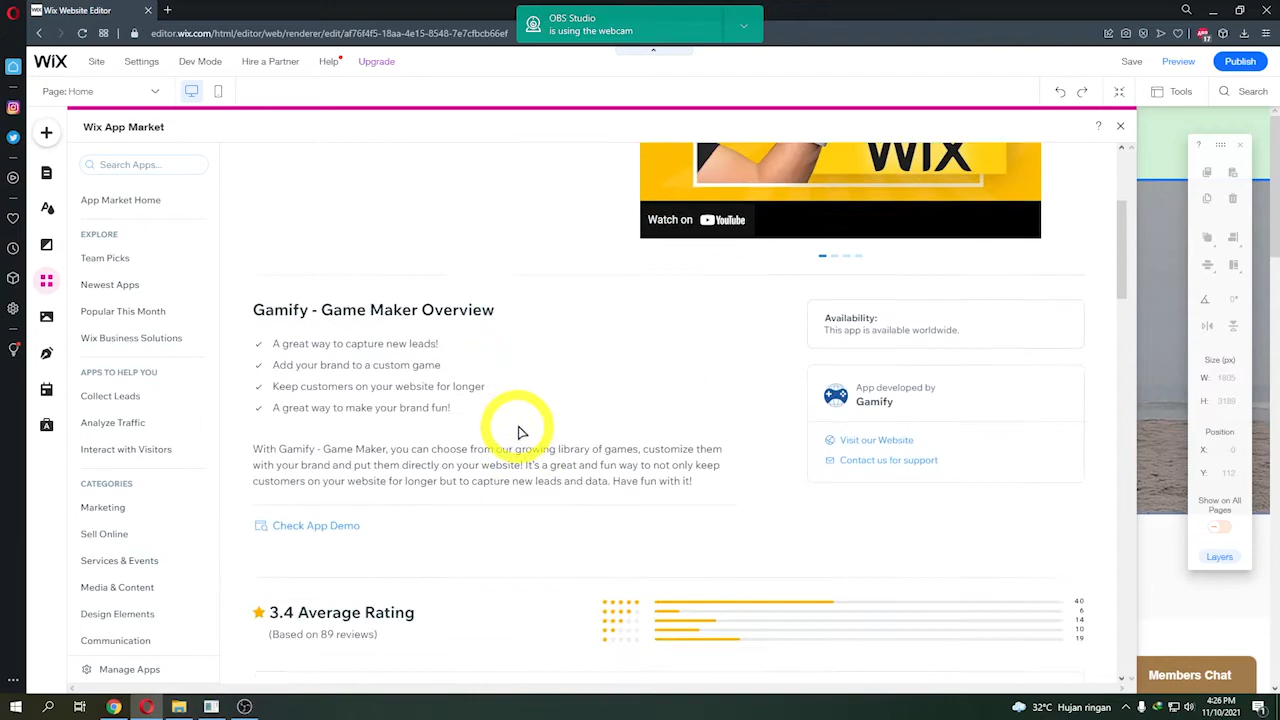 Wix Website Editor
OBS Studio
is using the webcam
editor.wix.com/html/editor/web/renderer/edit/af76f4f5-18aa-4e15-8548-7e7cfbcb66ef
17
WiX
Site
Settings
Dev Mode
Hire a Partner
Help
Upgrade
Save
Preview
Publish
Page: Home
Tools
Search
Wix App Market
?
Search Apps...
App Market Home
EXPLORE
Team Picks
Newest Apps
Popular This Month
Wix Business Solutions
APPS TO HELP YOU
Collect Leads
Analyze Traffic
Interact with Visitors
CATEGORIES
Marketing
Sell Online
Services & Events
Media & Content
Design Elements
Communication
Manage Apps
WIX
Watch on YouTube
Gamify - Game Maker Overview
A great way to capture new leads!
Add your brand to a custom game
Keep customers on your website for longer
A great way to make your brand fun!
With Gamify - Game Maker, you can choose from our growing library of games, customize them
with your brand and put them directly on your website! It's a great and fun way to not only keep
customers on your website for longer but to capture new leads and data. Have fun with it!
Check App Demo
3.4 Average Rating
(Based on 89 reviews)
40
6
14
10
19
Availability:
This app is available worldwide.
App developed by
Gamify
Visit our Website
Contact us for support
?
0°
Size (px)
W: 1805
H: 3189
Position
X: 0
Y: 112
Show on All
Pages
Layers
Members Chat
32°C Hujan ringan
4:26 PM
11/10/2021